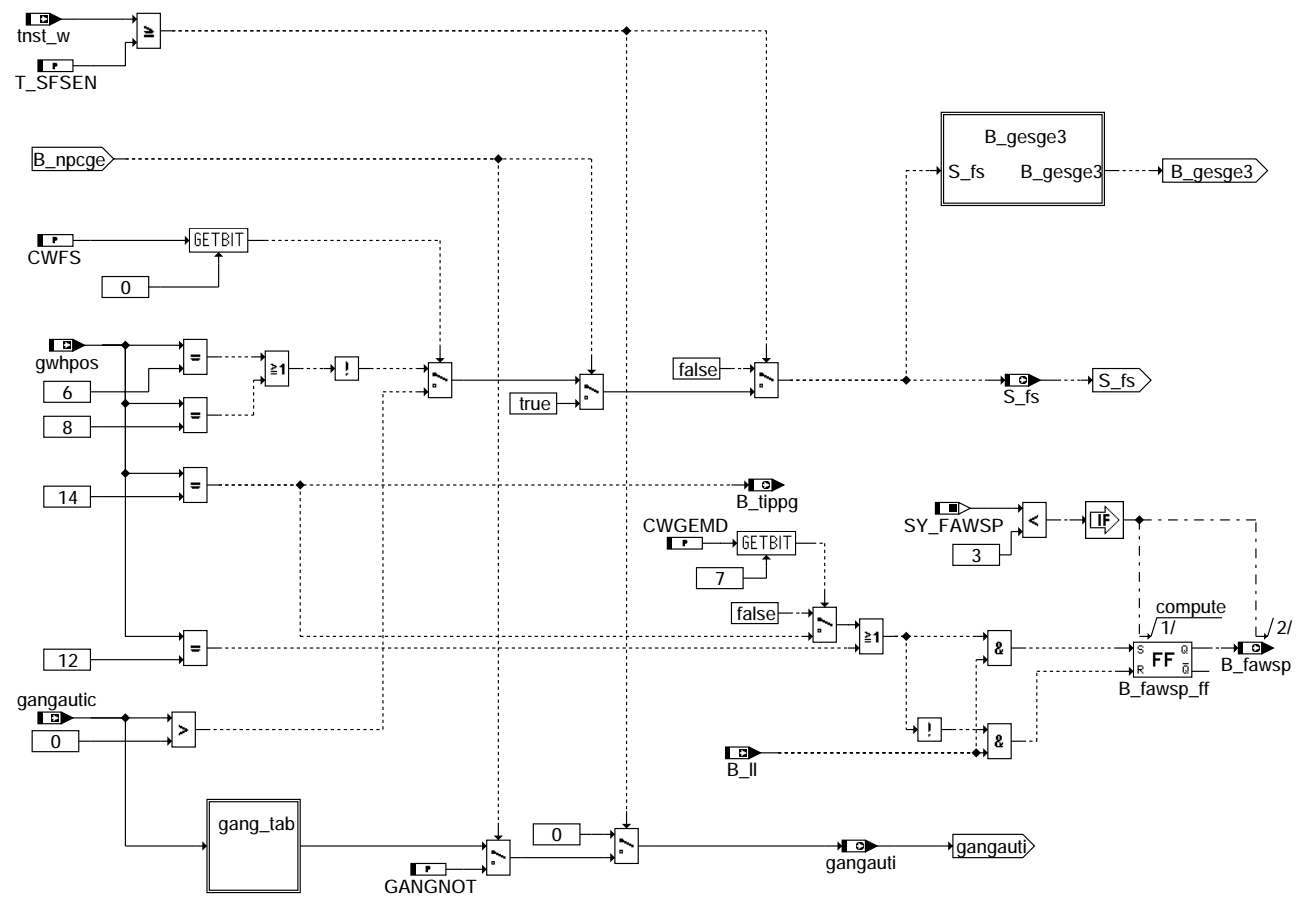 tnst_w
≥
P
T_SFSEN
B_gesge3
S_fs B_gesge3
B_gesge3
B_npcge
P
CWFS
GETBIT
0
gwhpos
=
≥1
!
6
false
true
S_fs
S_fs
8
=
14
=
B_tippg
CWGEMD
P
GETBIT
7
SY_FAWSP
<
IF
3
false
≥1
&
compute
1/
2/
12
=
S Q
FF
R Q
B_fawsp_ff
B_fawsp
gangautic
0
>
!
&
B_ll
gang_tab
0
P
GANGNOT
gangauti
gangauti